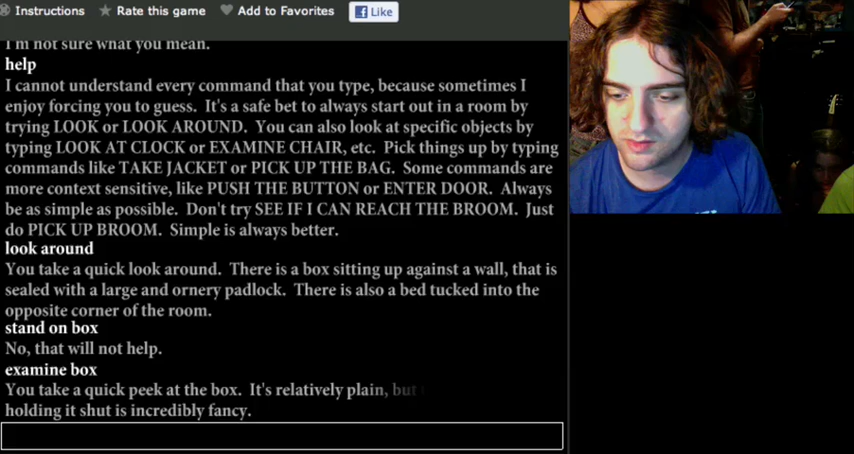 Instructions Rate this game Add to Favorites Like
I'm not sure what you mean.
help
I cannot understand every command that you type, because sometimes I
enjoy forcing you to guess. It's a safe bet to always start out in a room by
trying LOOK or LOOK AROUND. You can also look at specific objects by
typing LOOK AT CLOCK or EXAMINE CHAIR, etc. Pick things up by typing
commands like TAKE JACKET or PICK UP THE BAG. Some commands are
more context sensitive, like PUSH THE BUTTON or ENTER DOOR. Always
be as simple as possible. Don't try SEE IF I CAN REACH THE BROOM. Just
do PICK UP BROOM. Simple is always better.
look around
You take a quick look around. There is a box sitting up against a wall, that is
sealed with a large and ornery padlock. There is also a bed tucked into the
opposite corner of the room.
stand on box
No, that will not help.
examine box
You take a quick peek at the box. It's relatively plain, but
holding it shut is incredibly fancy.